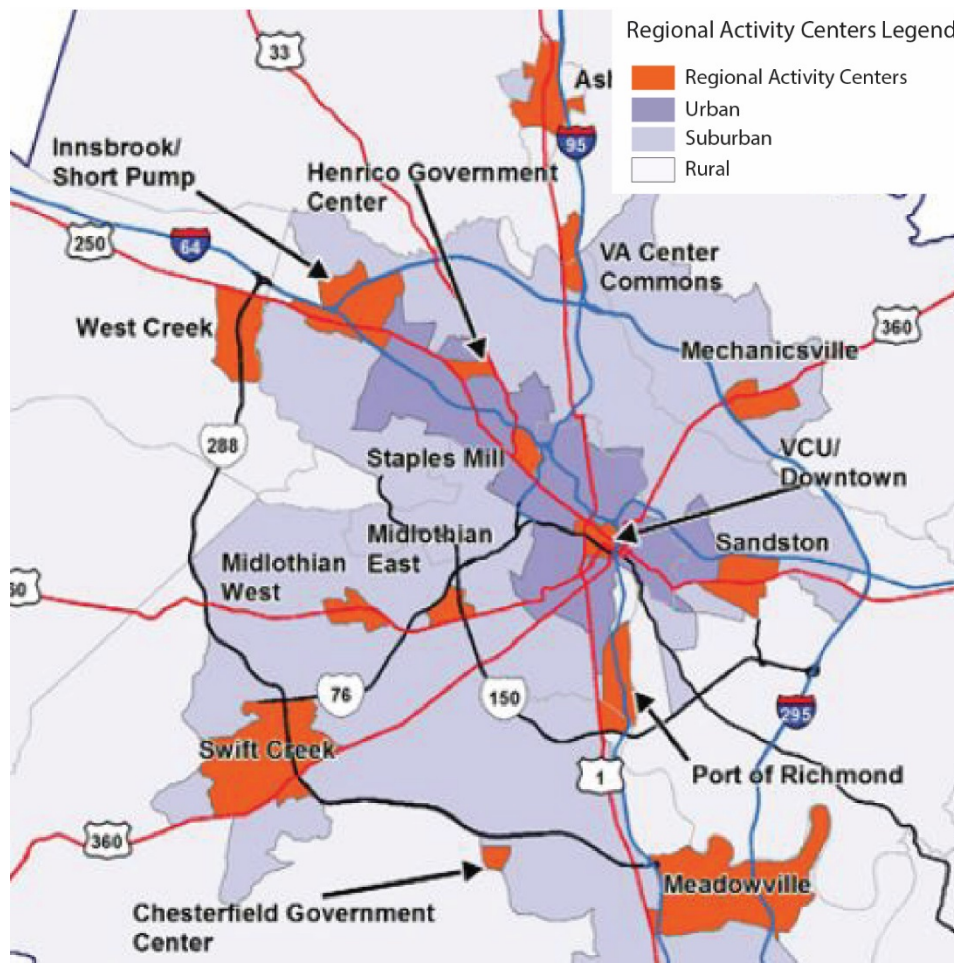 Regional Activity Centers Legend
Regional Activity Centers
Urban
Suburban
Rural
33
95
Innsbrook/
Short Pump
Henrico Government
Center
250
64
VA Center
Commons
West Creek
360
Mechanicsville
288
Staples Mill
VCU/
Downtown
Midlothian
East
Sandston
Midlothian
West
76
150
295
Swift Creek
Port of Richmond
1
360
Meadowville
Chesterfield Government
Center